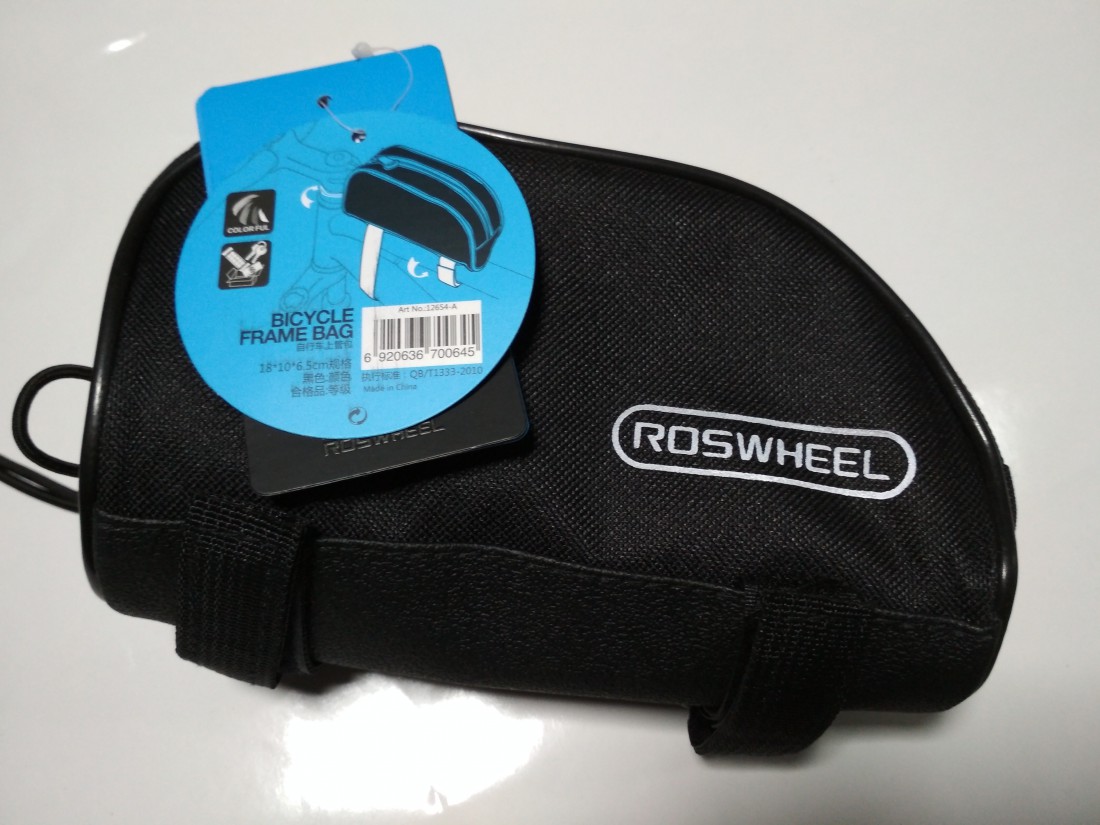 COLORFUL
Art No.:12654-A
6 920636 700645
BICYCLE
FRAME BAG
自行车上管包
18*10*6.5cm规格
黑色:颜色
合格品:等级
执行标准：QB/T1333-2010
Made in China
ROSWHEEL
ROSWHEEL